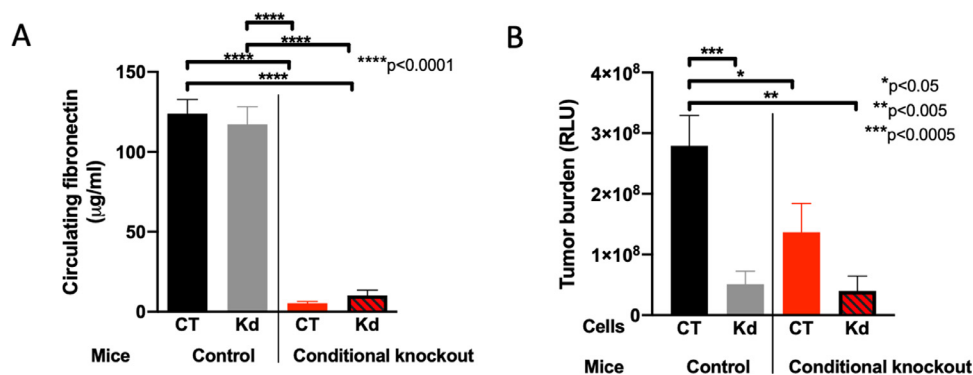 A
****
****
****
****
****p<0.0001
150
100
50
0
Circulating fibronectin
(μg/ml)
CT Kd CT Kd
Mice Control Conditional knockout
B
***
*
**
*p<0.05
**p<0.005
***p<0.0005
4×10⁸
3×10⁸
2×10⁸
1×10⁸
0
Tumor burden (RLU)
Cells CT Kd CT Kd
Mice Control Conditional knockout